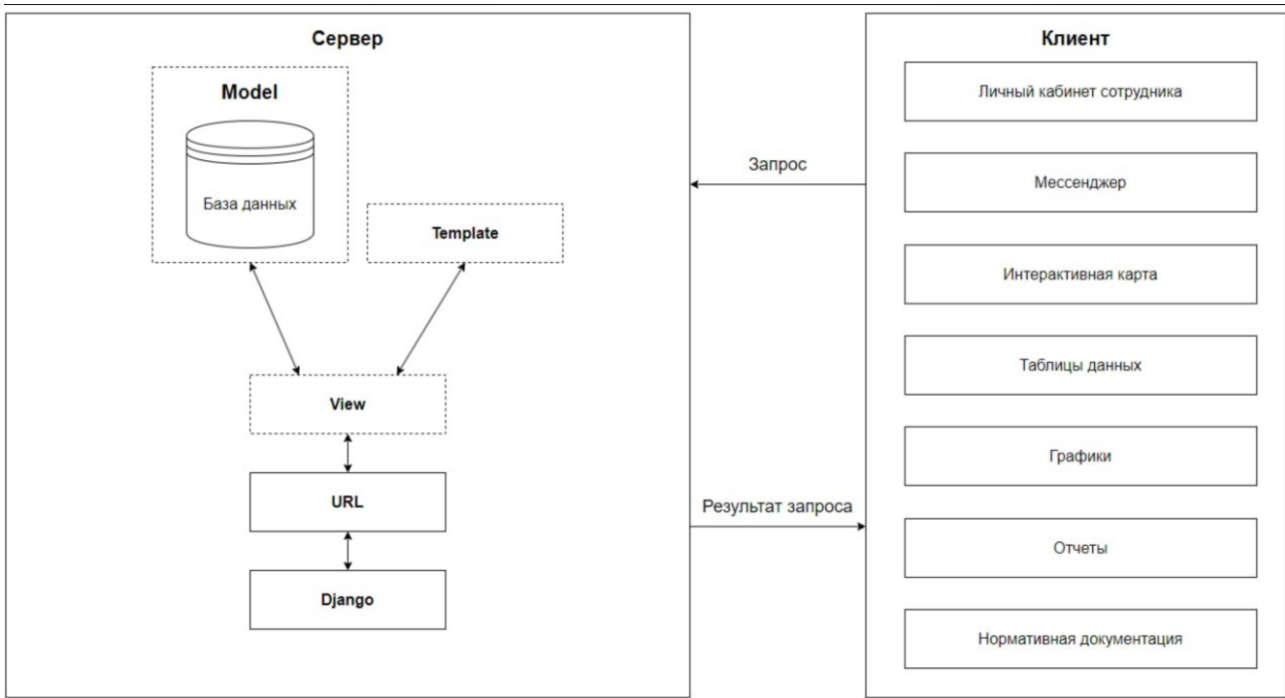 Сервер
Model
База данных
Template
View
URL
Django
Запрос
Результат запроса
Клиент
Личный кабинет сотрудника
Мессенджер
Интерактивная карта
Таблицы данных
Графики
Отчеты
Нормативная документация